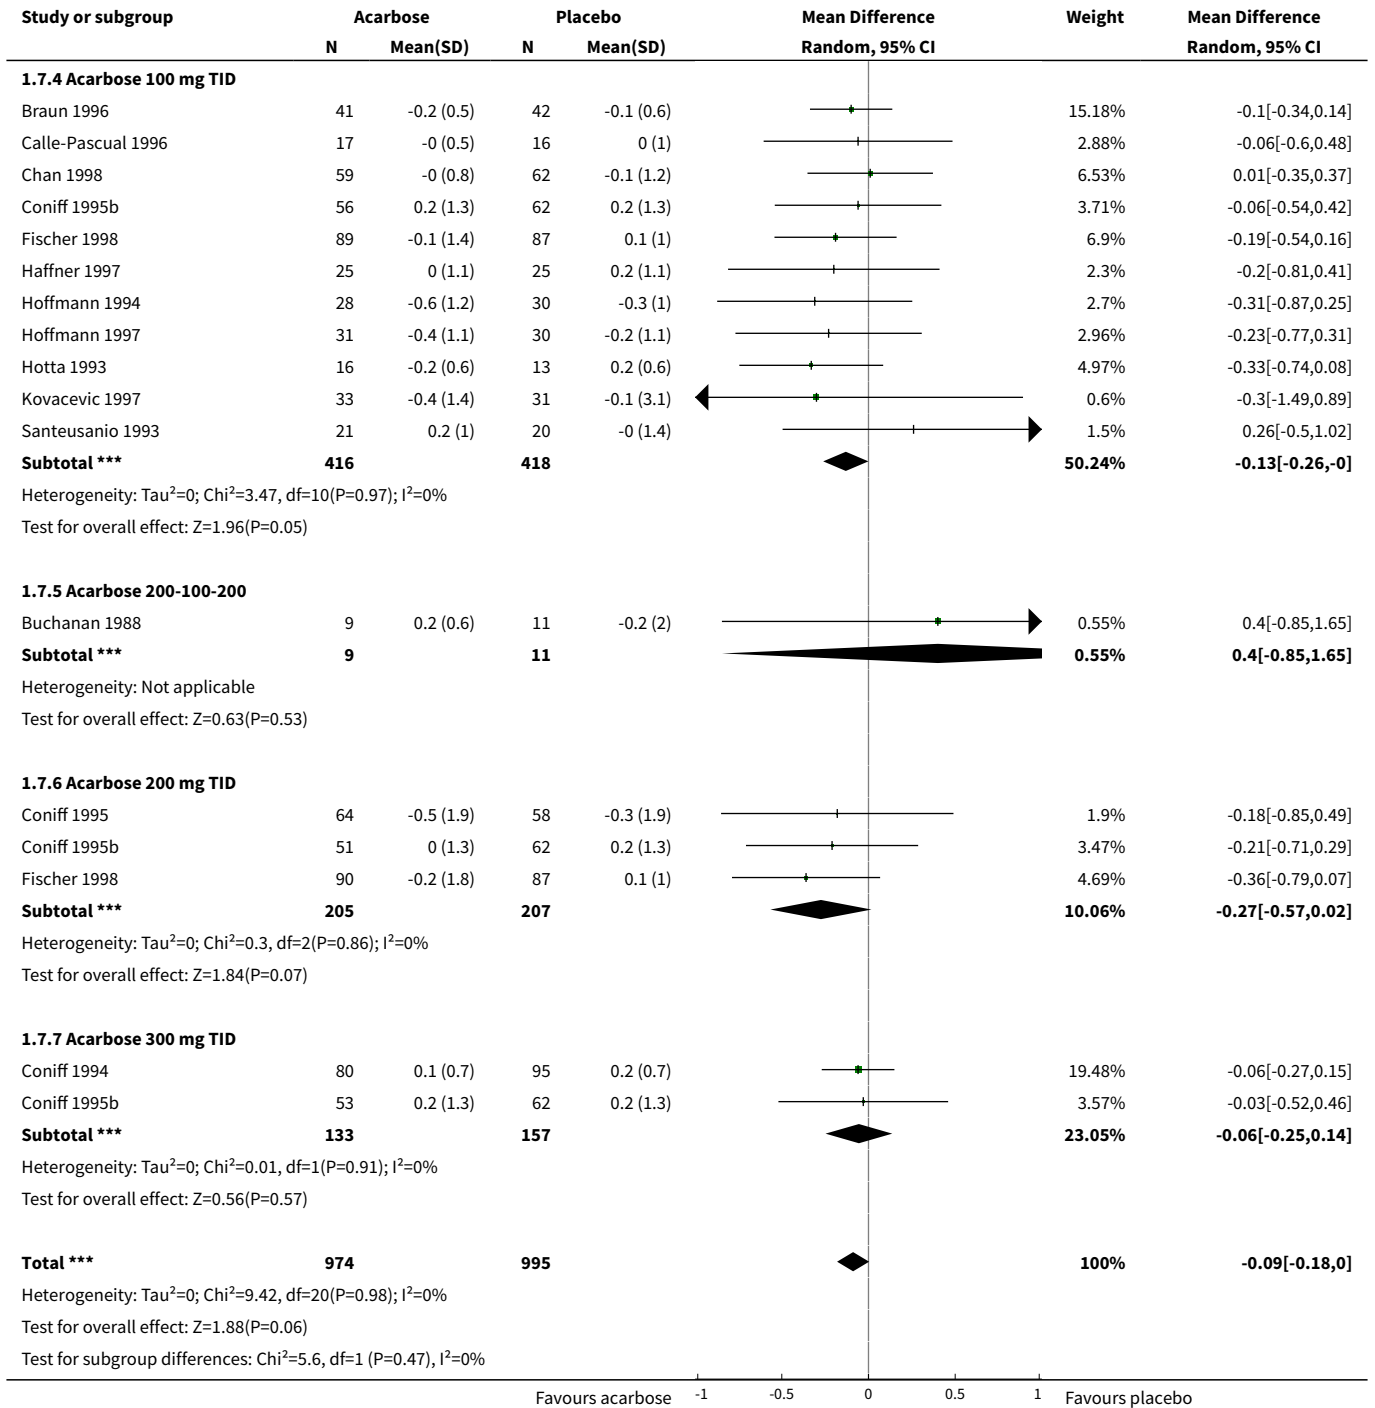 Study or subgroup Acarbose Placebo Mean Difference Weight Mean Difference
N Mean(SD) N Mean(SD) Random, 95% CI Random, 95% CI
1.7.4 Acarbose 100 mg TID
Braun 1996 41 -0.2 (0.5) 42 -0.1 (0.6) 15.18% -0.1[-0.34,0.14]
Calle-Pascual 1996 17 -0 (0.5) 16 0 (1) 2.88% -0.06[-0.6,0.48]
Chan 1998 59 -0 (0.8) 62 -0.1 (1.2) 6.53% 0.01[-0.35,0.37]
Coniff 1995b 56 0.2 (1.3) 62 0.2 (1.3) 3.71% -0.06[-0.54,0.42]
Fischer 1998 89 -0.1 (1.4) 87 0.1 (1) 6.9% -0.19[-0.54,0.16]
Haffner 1997 25 0 (1.1) 25 0.2 (1.1) 2.3% -0.2[-0.81,0.41]
Hoffmann 1994 28 -0.6 (1.2) 30 -0.3 (1) 2.7% -0.31[-0.87,0.25]
Hoffmann 1997 31 -0.4 (1.1) 30 -0.2 (1.1) 2.96% -0.23[-0.77,0.31]
Hotta 1993 16 -0.2 (0.6) 13 0.2 (0.6) 4.97% -0.33[-0.74,0.08]
Kovacevic 1997 33 -0.4 (1.4) 31 -0.1 (3.1) 0.6% -0.3[-1.49,0.89]
Santeusanio 1993 21 0.2 (1) 20 -0 (1.4) 1.5% 0.26[-0.5,1.02]
Subtotal *** 416 418 50.24% -0.13[-0.26,-0]
Heterogeneity: Tau²=0; Chi²=3.47, df=10(P=0.97); I²=0%
Test for overall effect: Z=1.96(P=0.05)
1.7.5 Acarbose 200-100-200
Buchanan 1988 9 0.2 (0.6) 11 -0.2 (2) 0.55% 0.4[-0.85,1.65]
Subtotal *** 9 11 0.55% 0.4[-0.85,1.65]
Heterogeneity: Not applicable
Test for overall effect: Z=0.63(P=0.53)
1.7.6 Acarbose 200 mg TID
Coniff 1995 64 -0.5 (1.9) 58 -0.3 (1.9) 1.9% -0.18[-0.85,0.49]
Coniff 1995b 51 0 (1.3) 62 0.2 (1.3) 3.47% -0.21[-0.71,0.29]
Fischer 1998 90 -0.2 (1.8) 87 0.1 (1) 4.69% -0.36[-0.79,0.07]
Subtotal *** 205 207 10.06% -0.27[-0.57,0.02]
Heterogeneity: Tau²=0; Chi²=0.3, df=2(P=0.86); I²=0%
Test for overall effect: Z=1.84(P=0.07)
1.7.7 Acarbose 300 mg TID
Coniff 1994 80 0.1 (0.7) 95 0.2 (0.7) 19.48% -0.06[-0.27,0.15]
Coniff 1995b 53 0.2 (1.3) 62 0.2 (1.3) 3.57% -0.03[-0.52,0.46]
Subtotal *** 133 157 23.05% -0.06[-0.25,0.14]
Heterogeneity: Tau²=0; Chi²=0.01, df=1(P=0.91); I²=0%
Test for overall effect: Z=0.56(P=0.57)
Total *** 974 995 100% -0.09[-0.18,0]
Heterogeneity: Tau²=0; Chi²=9.42, df=20(P=0.98); I²=0%
Test for overall effect: Z=1.88(P=0.06)
Test for subgroup differences: Chi²=5.6, df=1 (P=0.47), I²=0%
Favours acarbose -1 -0.5 0 0.5 1 Favours placebo